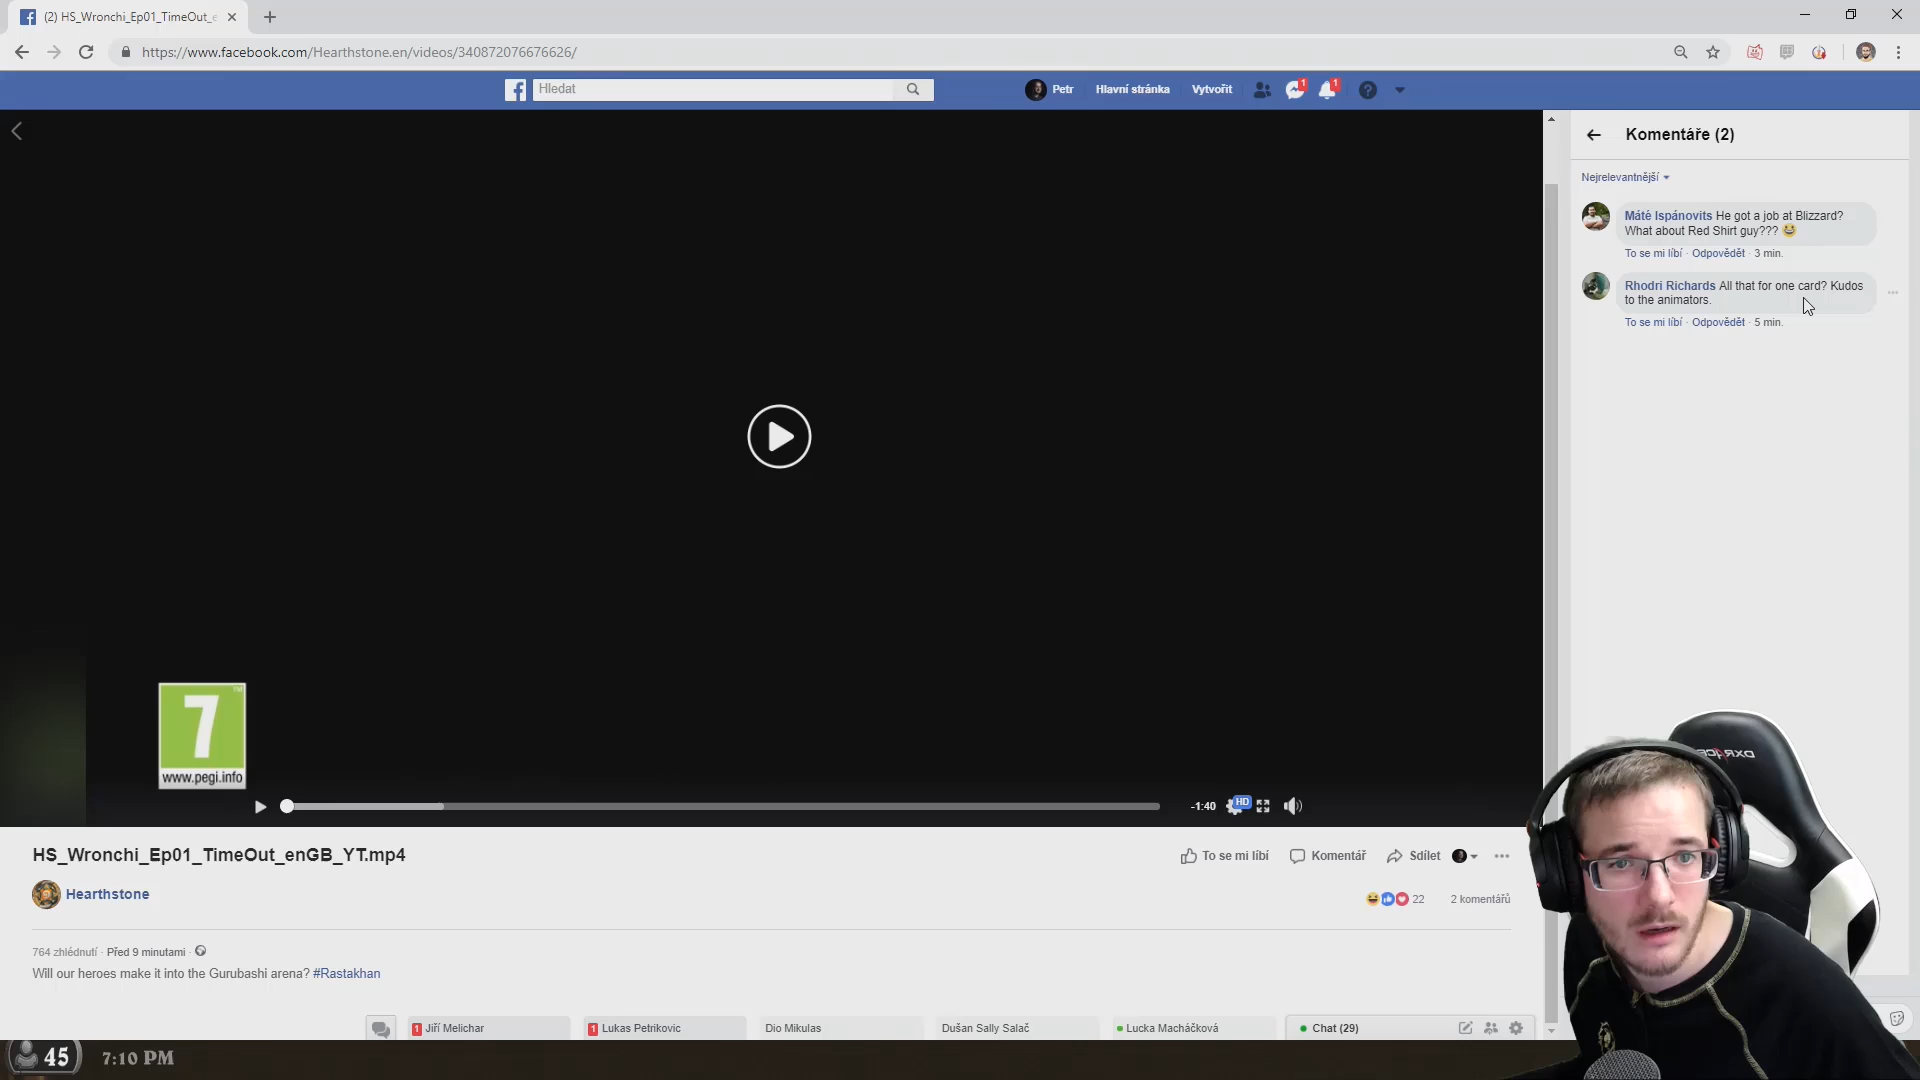 (2) HS_Wronchi_Ep01_TimeOut_e
https://www.facebook.com/Hearthstone.en/videos/340872076676626/
Hledat
Petr
Hlavní stránka
Vytvořit
1
1
Komentáře (2)
Nejrelevantnější
Máté Ispánovits He got a job at Blizzard?
What about Red Shirt guy???
To se mi líbí · Odpovědět · 3 min.
Rhodri Richards All that for one card? Kudos
to the animators.
To se mi líbí · Odpovědět · 5 min.
7
www.pegi.info
-1:40
HD
HS_Wronchi_Ep01_TimeOut_enGB_YT.mp4
To se mi líbí
Komentář
Sdílet
Hearthstone
22
2 komentářů
764 zhlédnutí · Před 9 minutami ·
Will our heroes make it into the Gurubashi arena? #Rastakhan
1 Jiří Melichar
1 Lukas Petrikovic
Dio Mikulas
Dušan Sally Salač
Lucka Macháčková
Chat (29)
45
7:10 PM